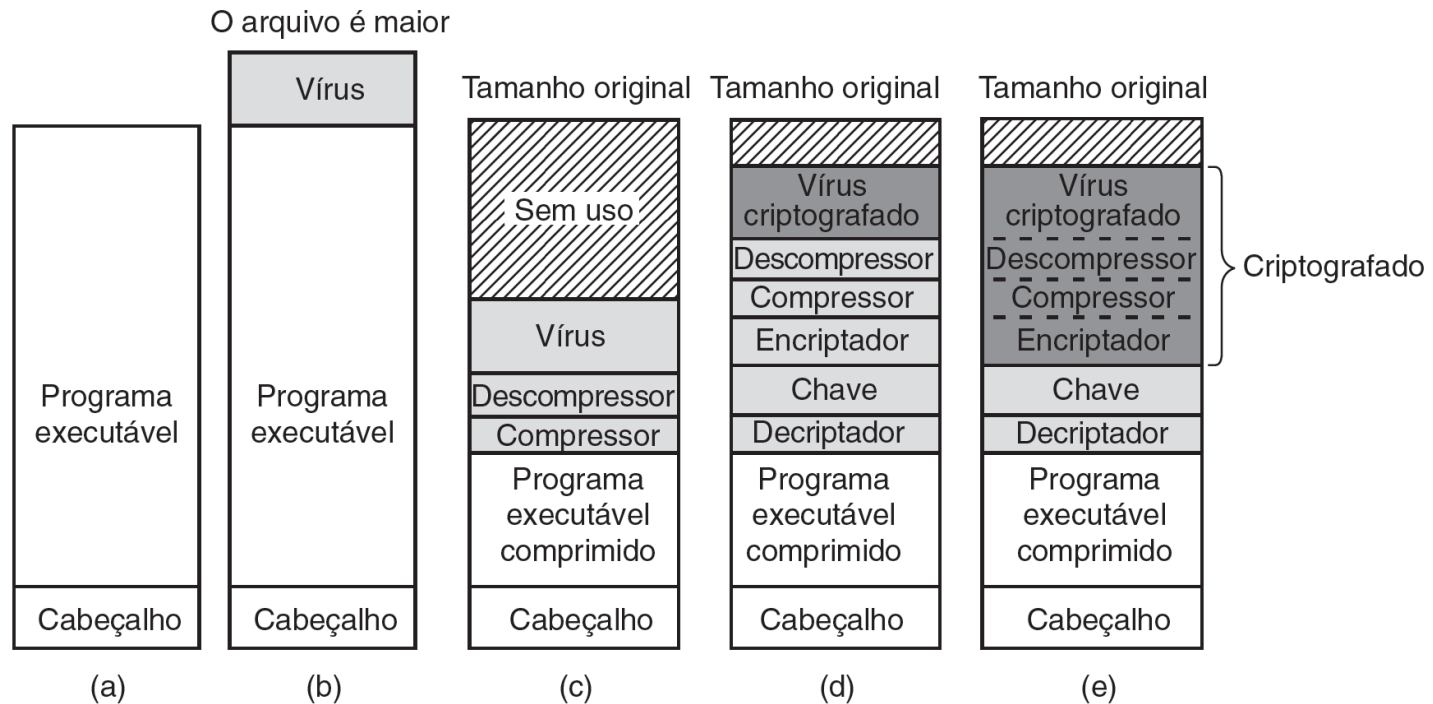 O arquivo é maior
Tamanho original
Tamanho original
Tamanho original
Programa
executável
Cabeçalho
(a)
Vírus
Programa
executável
Cabeçalho
(b)
Sem uso
Vírus
Descompressor
Compressor
Programa
executável
comprimido
Cabeçalho
(c)
Vírus
criptografado
Descompressor
Compressor
Encriptador
Chave
Decriptador
Programa
executável
comprimido
Cabeçalho
(d)
Vírus
criptografado
Descompressor
Compressor
Encriptador
Chave
Decriptador
Programa
executável
comprimido
Cabeçalho
(e)
Criptografado